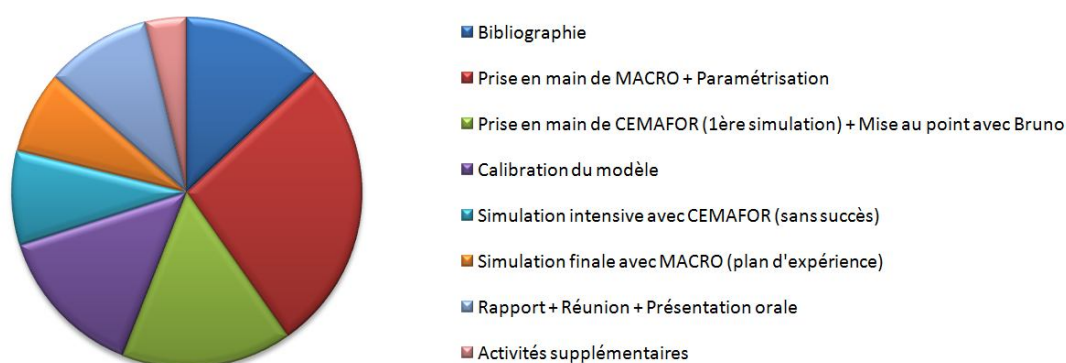 Bibliographie
Prise en main de MACRO + Paramétrisation
Prise en main de CEMAFOR (1ère simulation) + Mise au point avec Bruno
Calibration du modèle
Simulation intensive avec CEMAFOR (sans succès)
Simulation finale avec MACRO (plan d'expérience)
Rapport + Réunion + Présentation orale
Activités supplémentaires